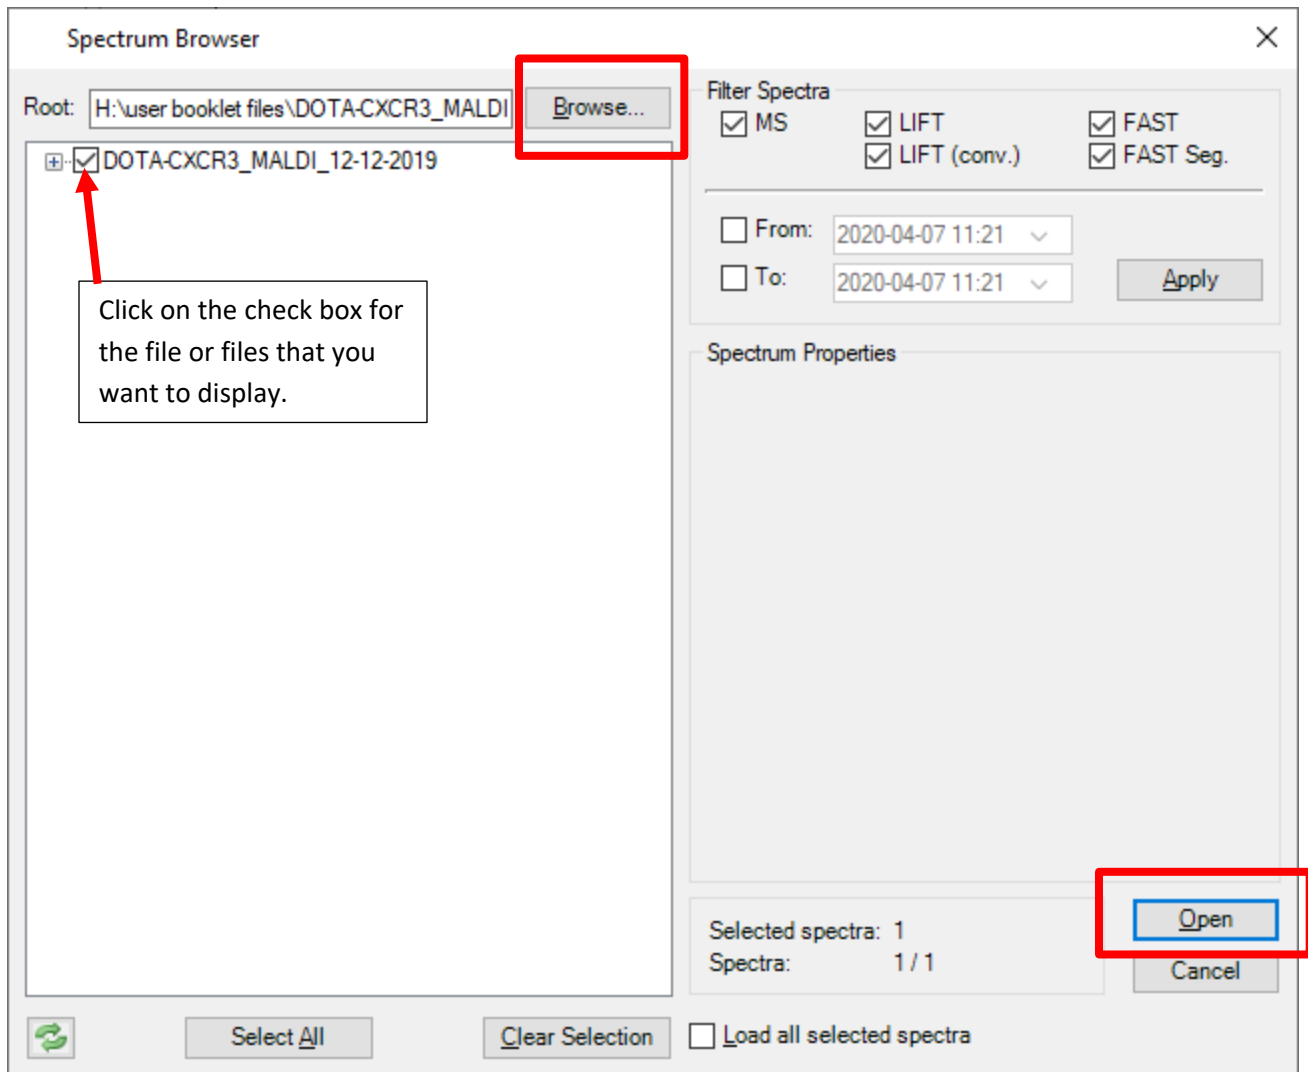 Spectrum Browser
Root: H:\user booklet files\DOTA-CXCR3_MALDI Browse...
DOTA-CXCR3_MALDI_12-12-2019
Click on the check box for
the file or files that you
want to display.
Filter Spectra
MS LIFT FAST
LIFT (conv.) FAST Seg.
From: 2020-04-07 11:21
To: 2020-04-07 11:21 Apply
Spectrum Properties
Selected spectra: 1
Spectra: 1 / 1
Open
Cancel
Select All Clear Selection Load all selected spectra